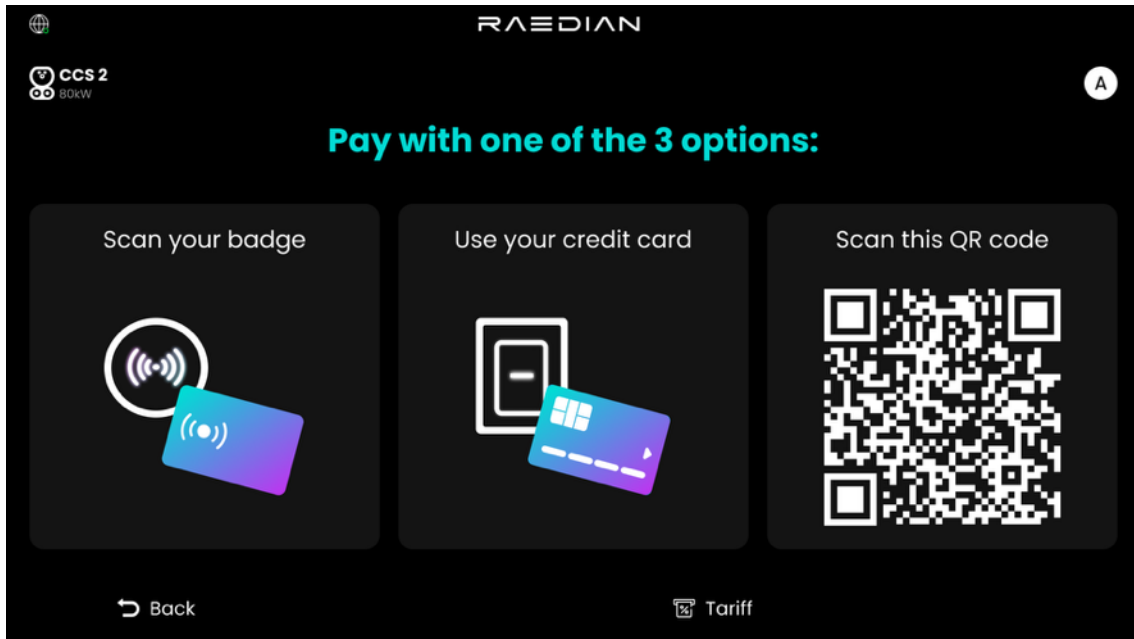 RAEDIAN
CCS 2
80kW
A
Pay with one of the 3 options:
Scan your badge
Use your credit card
Scan this QR code
Back
Tariff